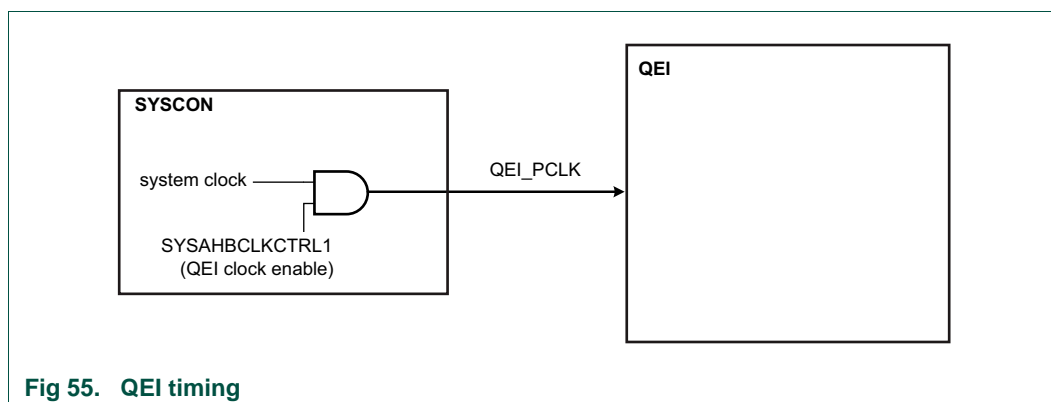 QEI
SYSCON
system clock
QEI_PCLK
SYSAHBCLKCTRL1
(QEI clock enable)
Fig 55. QEI timing